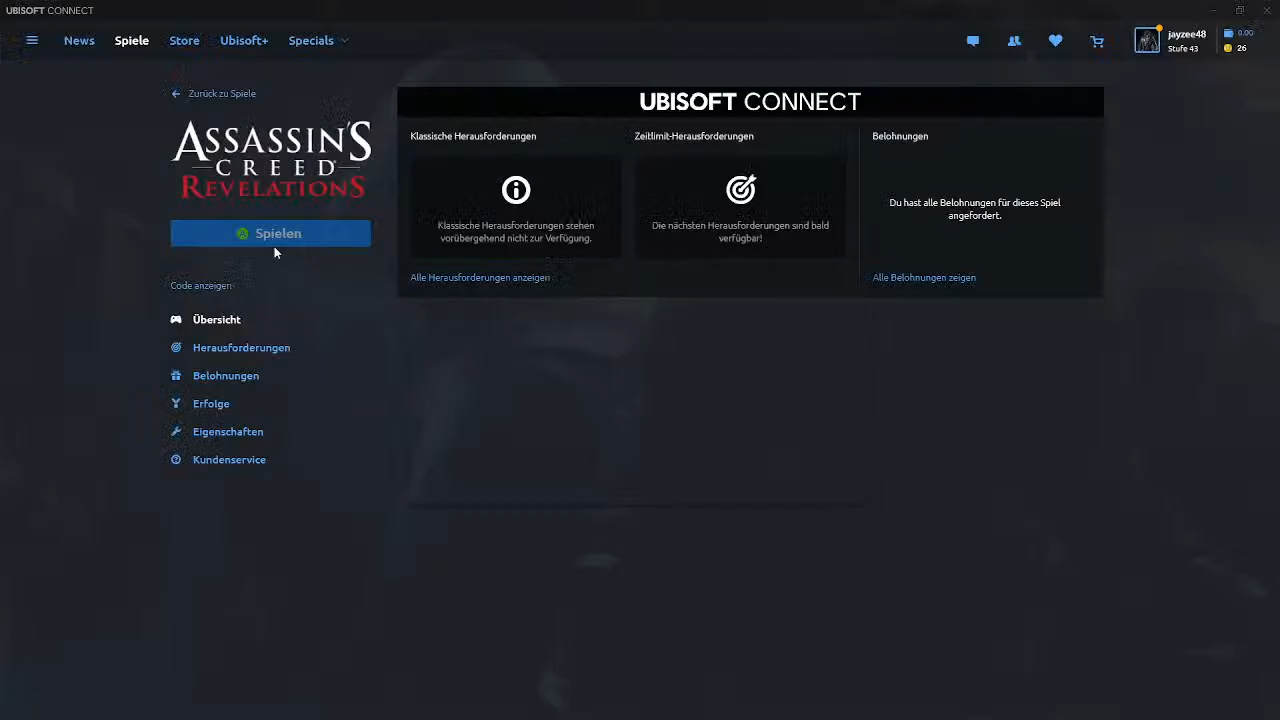 UBISOFT CONNECT
News Spiele Store Ubisoft+ Specials
jayzee48
Stufe 43
0.00
26
Zurück zu Spiele
ASSASSIN'S
CREED
REVELATIONS
Spielen
Code anzeigen
Übersicht
Herausforderungen
Belohnungen
Erfolge
Eigenschaften
Kundenservice
UBISOFT CONNECT
Klassische Herausforderungen
Klassische Herausforderungen stehen
vorübergehend nicht zur Verfügung.
Alle Herausforderungen anzeigen
Zeitlimit-Herausforderungen
Die nächsten Herausforderungen sind bald
verfügbar!
Belohnungen
Du hast alle Belohnungen für dieses Spiel
angefordert.
Alle Belohnungen zeigen